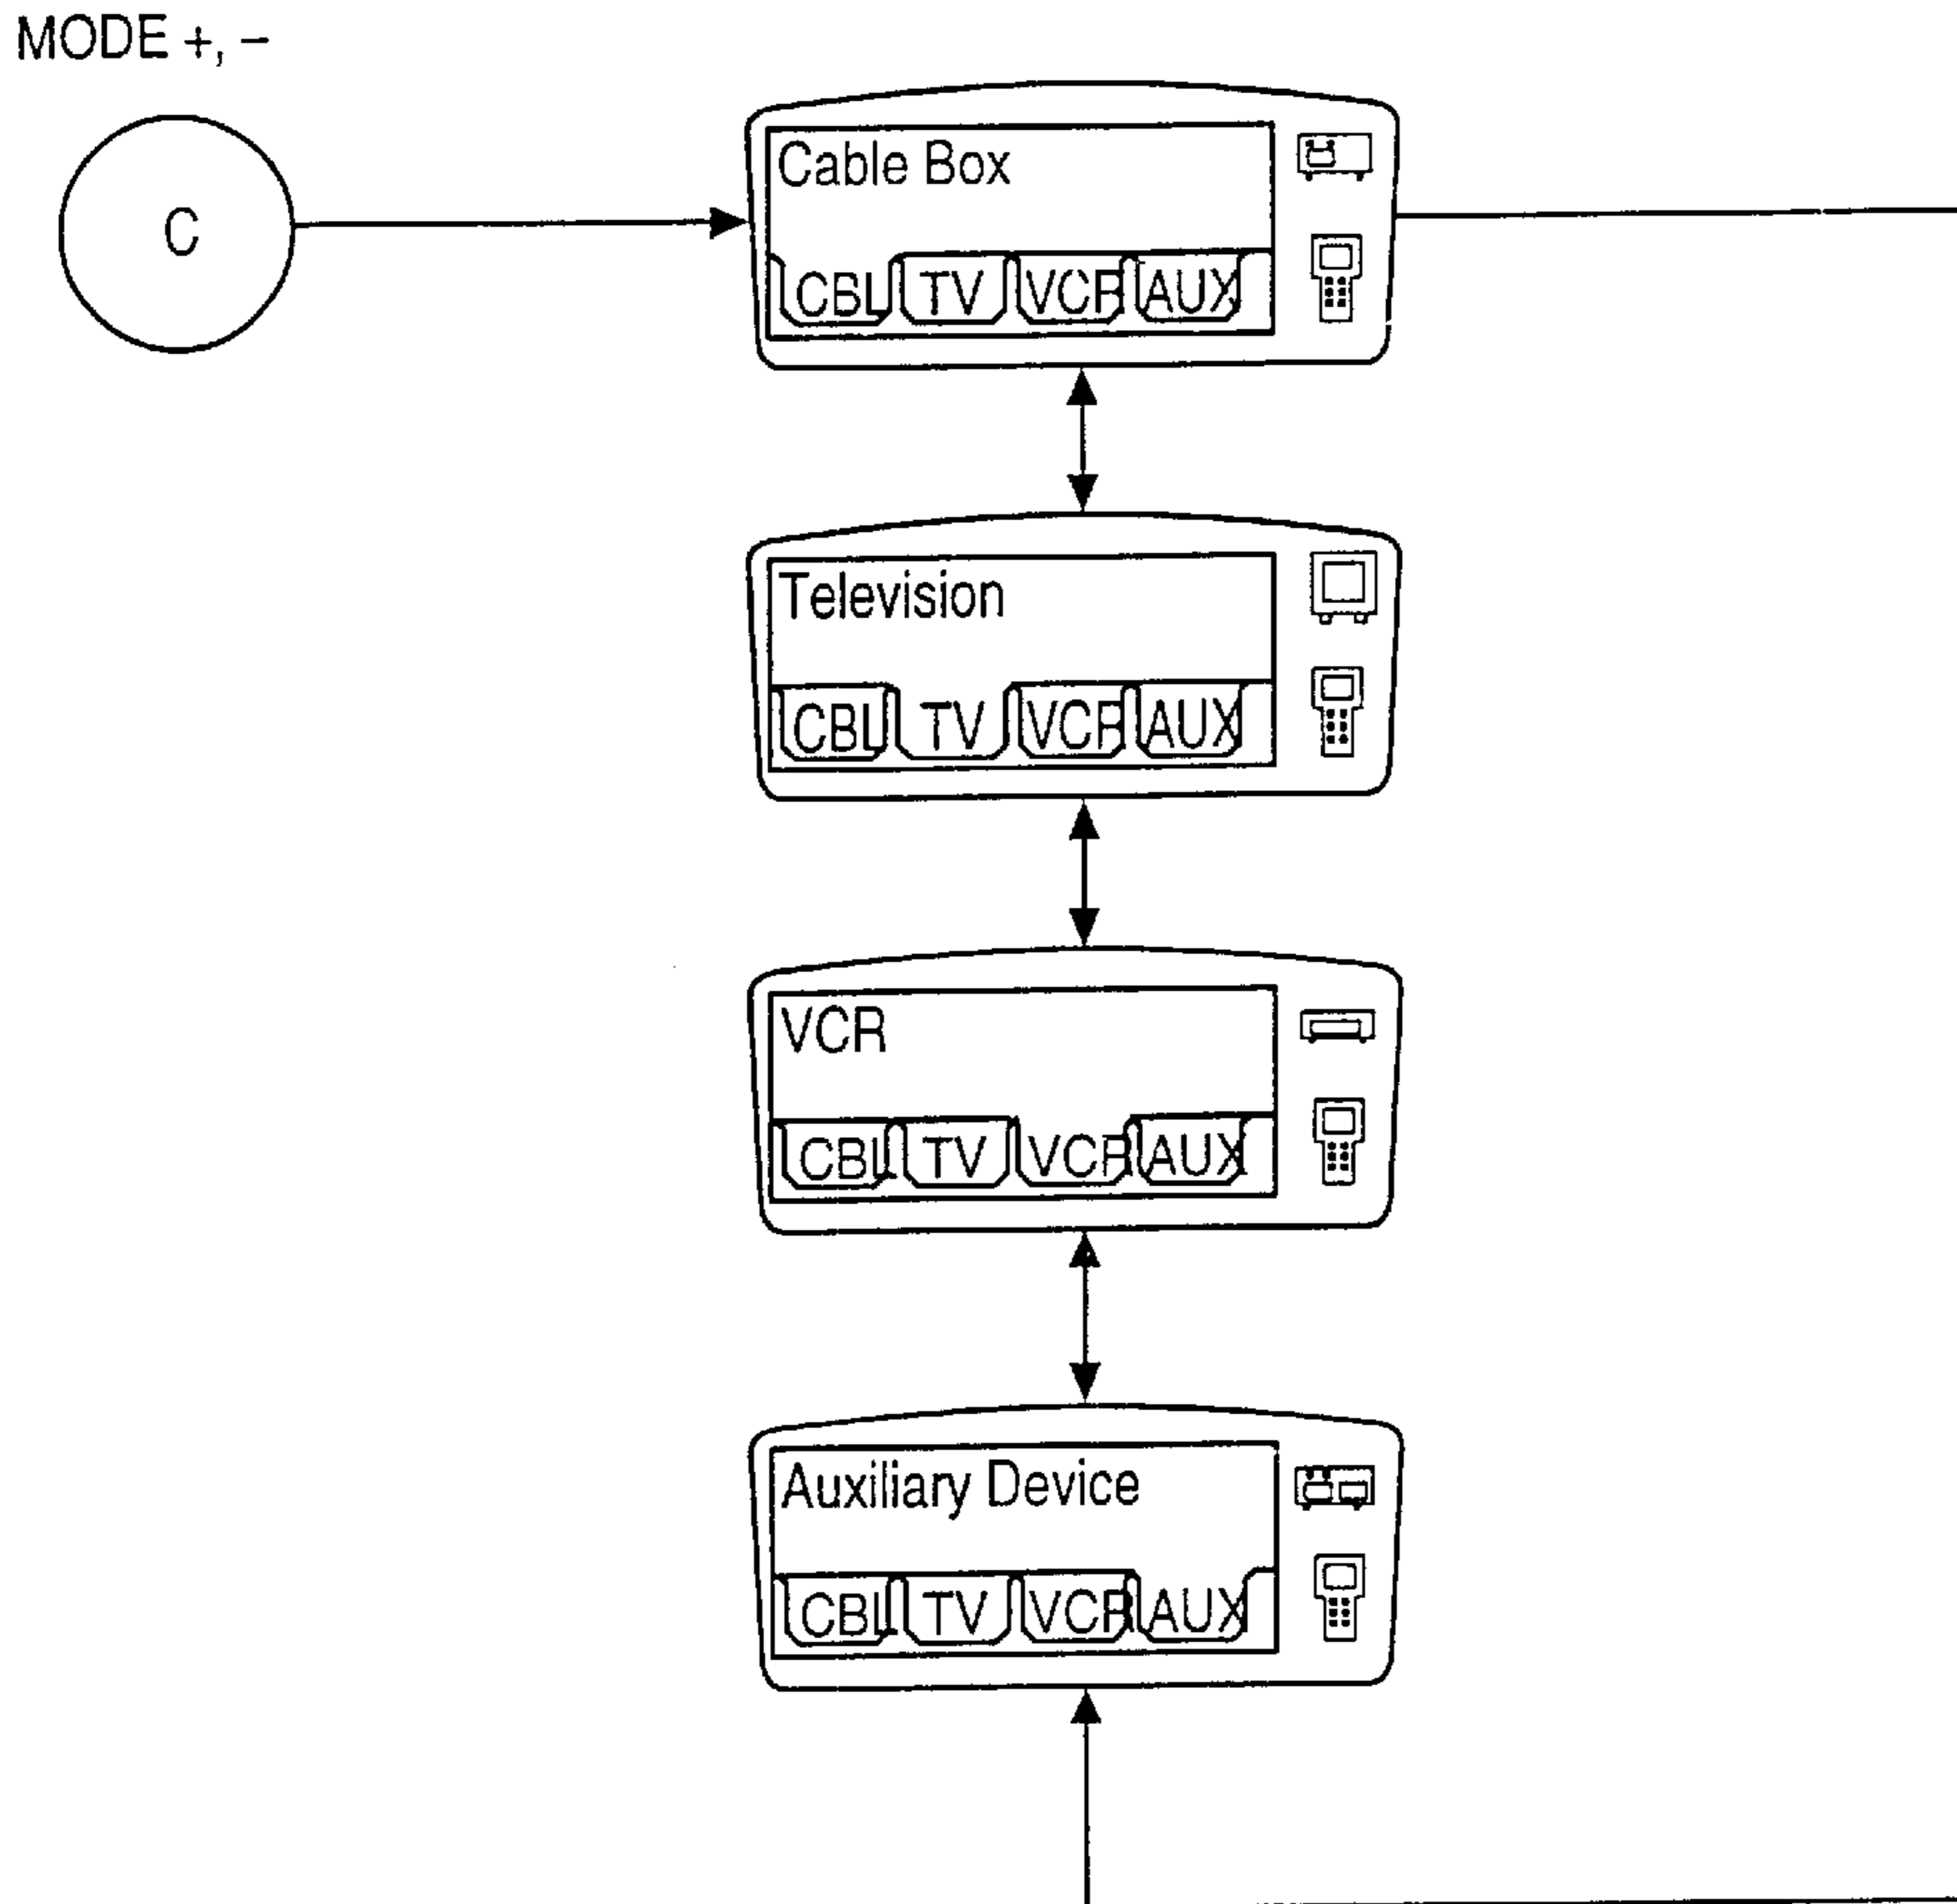 MODE +, –
C
Cable Box
CBL TV VCR AUX
Television
CBL TV VCR AUX
VCR
CBL TV VCR AUX
Auxiliary Device
CBL TV VCR AUX